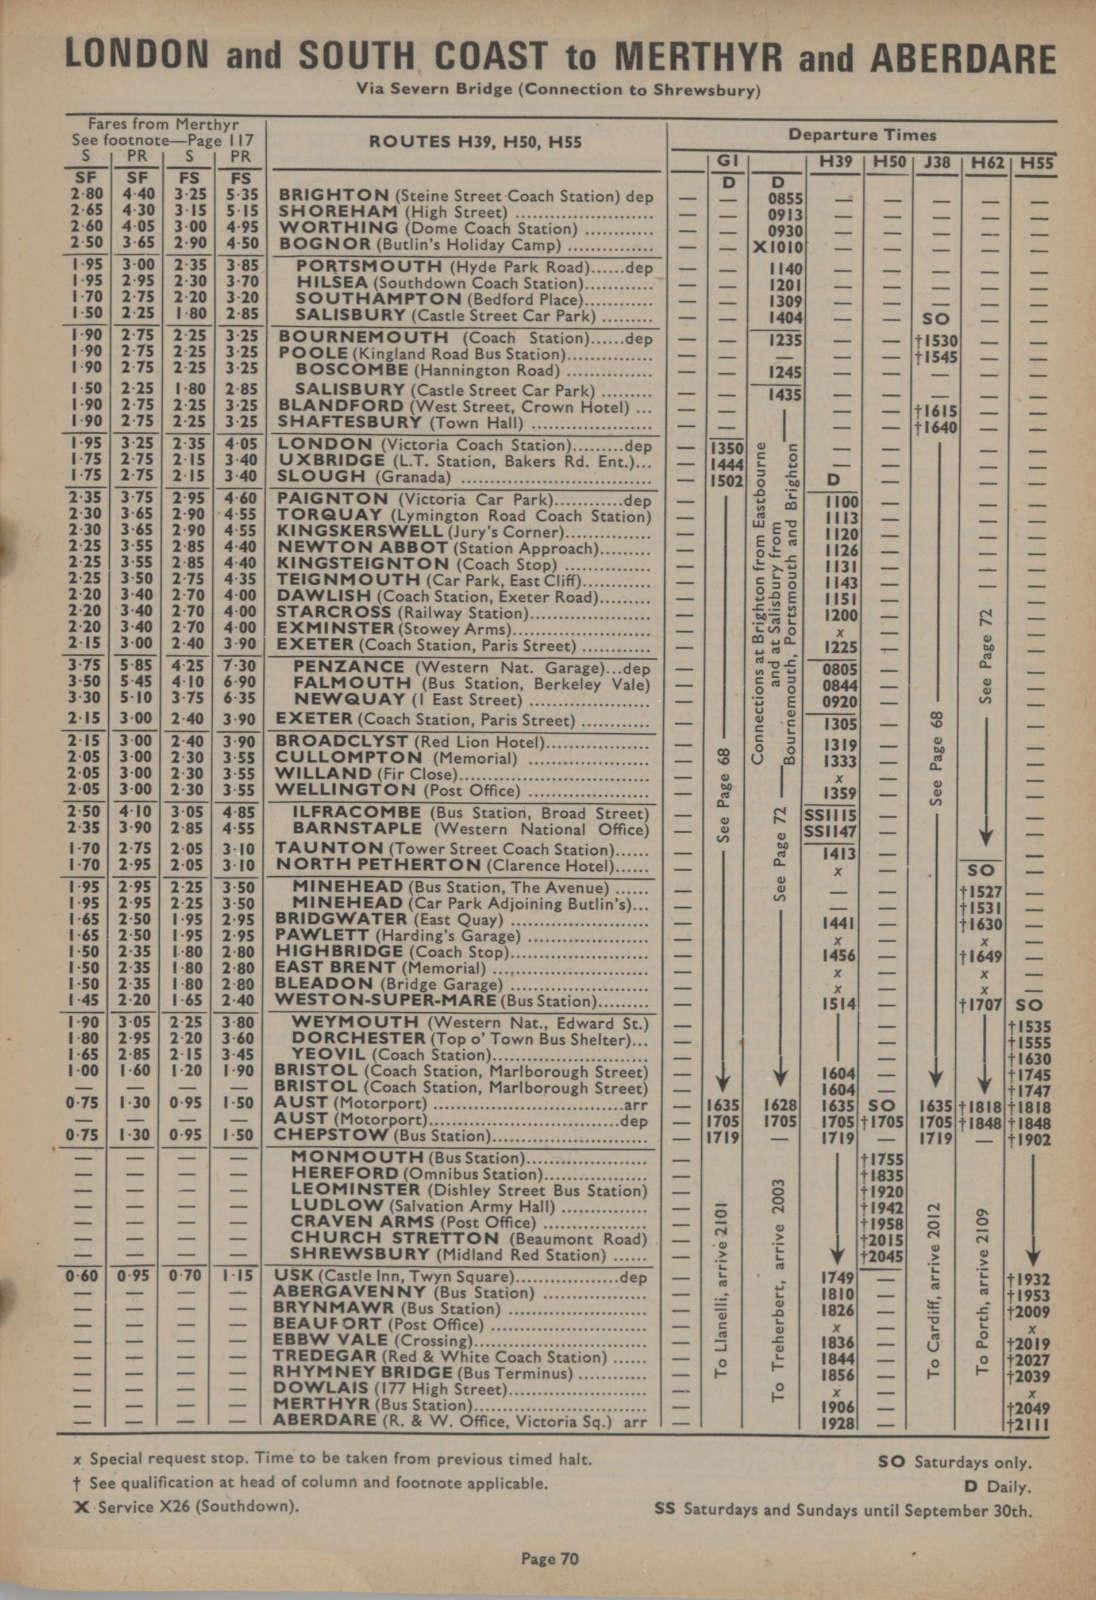 LONDON and SOUTH COAST to MERTHYR and ABERDARE
Via Severn Bridge (Connection to Shrewsbury)
Fares from Merthyr
See footnote—Page 117
S PR S PR
SF SF FS FS
ROUTES H39, H50, H55
Departure Times
G1 H39 H50 J38 H62 H55
D D
2·80 4·40 3·25 5·35 BRIGHTON (Steine Street Coach Station) dep — — 0855 — — — — —
2·65 4·30 3·15 5·15 SHOREHAM (High Street) — — 0913 — — — — —
2·60 4·05 3·00 4·95 WORTHING (Dome Coach Station) — — 0930 — — — — —
2·50 3·65 2·90 4·50 BOGNOR (Butlin's Holiday Camp) — — X1010 — — — — —
1·95 3·00 2·35 3·85 PORTSMOUTH (Hyde Park Road)......dep — — 1140 — — — — —
1·95 2·95 2·30 3·70 HILSEA (Southdown Coach Station) — — 1201 — — — — —
1·70 2·75 2·20 3·20 SOUTHAMPTON (Bedford Place) — — 1309 — — — — —
1·50 2·25 1·80 2·85 SALISBURY (Castle Street Car Park) — — 1404 — — SO — —
1·90 2·75 2·25 3·25 BOURNEMOUTH (Coach Station)......dep — — 1235 — — †1530 — —
1·90 2·75 2·25 3·25 POOLE (Kingland Road Bus Station) — — — — — †1545 — —
1·90 2·75 2·25 3·25 BOSCOMBE (Hannington Road) — — 1245 — — — — —
1·50 2·25 1·80 2·85 SALISBURY (Castle Street Car Park) — — 1435 — — — — —
1·90 2·75 2·25 3·25 BLANDFORD (West Street, Crown Hotel) ... — — — — †1615 — —
1·90 2·75 2·25 3·25 SHAFTESBURY (Town Hall) — — — — †1640 — —
1·95 3·25 2·35 4·05 LONDON (Victoria Coach Station).........dep — 1350 — — — —
1·75 2·75 2·15 3·40 UXBRIDGE (L.T. Station, Bakers Rd. Ent.)... — 1444 — — — —
1·75 2·75 2·15 3·40 SLOUGH (Granada) — 1502 D — — —
2·35 3·75 2·95 4·60 PAIGNTON (Victoria Car Park)...........dep — 1100 — — —
2·30 3·65 2·90 4·55 TORQUAY (Lymington Road Coach Station) — 1113 — — —
2·30 3·65 2·90 4·55 KINGSKERSWELL (Jury's Corner) — 1120 — — —
2·25 3·55 2·85 4·40 NEWTON ABBOT (Station Approach) — 1126 — — —
2·25 3·55 2·85 4·40 KINGSTEIGNTON (Coach Stop) — 1131 — — —
2·25 3·50 2·75 4·35 TEIGNMOUTH (Car Park, East Cliff) — 1143 — — —
2·20 3·40 2·70 4·00 DAWLISH (Coach Station, Exeter Road) — 1151 — —
2·20 3·40 2·70 4·00 STARCROSS (Railway Station) — 1200 — —
2·20 3·40 2·70 4·00 EXMINSTER (Stowey Arms) — x — —
2·15 3·00 2·40 3·90 EXETER (Coach Station, Paris Street) — 1225 — —
3·75 5·85 4·25 7·30 PENZANCE (Western Nat. Garage)...dep — 0805 — —
3·50 5·45 4·10 6·90 FALMOUTH (Bus Station, Berkeley Vale) — 0844 — —
3·30 5·10 3·75 6·35 NEWQUAY (1 East Street) — 0920 — —
2·15 3·00 2·40 3·90 EXETER (Coach Station, Paris Street) — 1305 — —
2·15 3·00 2·40 3·90 BROADCLYST (Red Lion Hotel) — 1319 — —
2·05 3·00 2·30 3·55 CULLOMPTON (Memorial) — 1333 — —
2·05 3·00 2·30 3·55 WILLAND (Fir Close) — x — —
2·05 3·00 2·30 3·55 WELLINGTON (Post Office) — 1359 — —
2·50 4·10 3·05 4·85 ILFRACOMBE (Bus Station, Broad Street) — SS1115 — —
2·35 3·90 2·85 4·55 BARNSTAPLE (Western National Office) — SS1147 — —
1·70 2·75 2·05 3·10 TAUNTON (Tower Street Coach Station)...... — 1413 — —
1·70 2·95 2·05 3·10 NORTH PETHERTON (Clarence Hotel)...... — x — SO —
1·95 2·95 2·25 3·50 MINEHEAD (Bus Station, The Avenue) ...... — — — †1527 —
1·95 2·95 2·25 3·50 MINEHEAD (Car Park Adjoining Butlin's)... — — — †1531 —
1·65 2·50 1·95 2·95 BRIDGWATER (East Quay) — 1441 — †1630 —
1·65 2·50 1·95 2·95 PAWLETT (Harding's Garage) — x — x —
1·50 2·35 1·80 2·80 HIGHBRIDGE (Coach Stop) — 1456 — †1649 —
1·50 2·35 1·80 2·80 EAST BRENT (Memorial) — x — x —
1·50 2·35 1·80 2·80 BLEADON (Bridge Garage) — x — x —
1·45 2·20 1·65 2·40 WESTON-SUPER-MARE (Bus Station) — 1514 — †1707 SO
1·90 3·05 2·25 3·80 WEYMOUTH (Western Nat., Edward St.) — — †1535
1·80 2·95 2·20 3·60 DORCHESTER (Top o' Town Bus Shelter)... — — †1555
1·65 2·85 2·15 3·45 YEOVIL (Coach Station) — — †1630
1·00 1·60 1·20 1·90 BRISTOL (Coach Station, Marlborough Street) — 1604 — †1745
— — — — BRISTOL (Coach Station, Marlborough Street) — 1604 — †1747
0·75 1·30 0·95 1·50 AUST (Motorport) arr — 1635 1628 1635 SO 1635 †1818 †1818
— — — — AUST (Motorport) dep — 1705 1705 1705 †1705 1705 †1848 †1848
0·75 1·30 0·95 1·50 CHEPSTOW (Bus Station) — 1719 — 1719 — 1719 — †1902
— — — — MONMOUTH (Bus Station) — †1755
— — — — HEREFORD (Omnibus Station) — †1835
— — — — LEOMINSTER (Dishley Street Bus Station) — †1920
— — — — LUDLOW (Salvation Army Hall) — †1942
— — — — CRAVEN ARMS (Post Office) — †1958
— — — — CHURCH STRETTON (Beaumont Road) — †2015
— — — — SHREWSBURY (Midland Red Station) ...... — †2045
0·60 0·95 0·70 1·15 USK (Castle Inn, Twyn Square) dep — 1749 — †1932
— — — — ABERGAVENNY (Bus Station) — 1810 — †1953
— — — — BRYNMAWR (Bus Station) — 1826 — †2009
— — — — BEAUFORT (Post Office) — x — x
— — — — EBBW VALE (Crossing) — 1836 — †2019
— — — — TREDEGAR (Red & White Coach Station) ...... — 1844 — †2027
— — — — RHYMNEY BRIDGE (Bus Terminus) — 1856 — †2039
— — — — DOWLAIS (177 High Street) — x — x
— — — — MERTHYR (Bus Station) — 1906 — †2049
— — — — ABERDARE (R. & W. Office, Victoria Sq.) arr — 1928 — †2111
See Page 68
To Llanelli, arrive 2101
Connections at Brighton from Eastbourne
and at Salisbury from
Bournemouth, Portsmouth and Brighton
See Page 72
To Treherbert, arrive 2003
See Page 68
To Cardiff, arrive 2012
See Page 72
To Porth, arrive 2109
x Special request stop. Time to be taken from previous timed halt.
† See qualification at head of column and footnote applicable.
X Service X26 (Southdown).
SO Saturdays only.
D Daily.
SS Saturdays and Sundays until September 30th.
Page 70